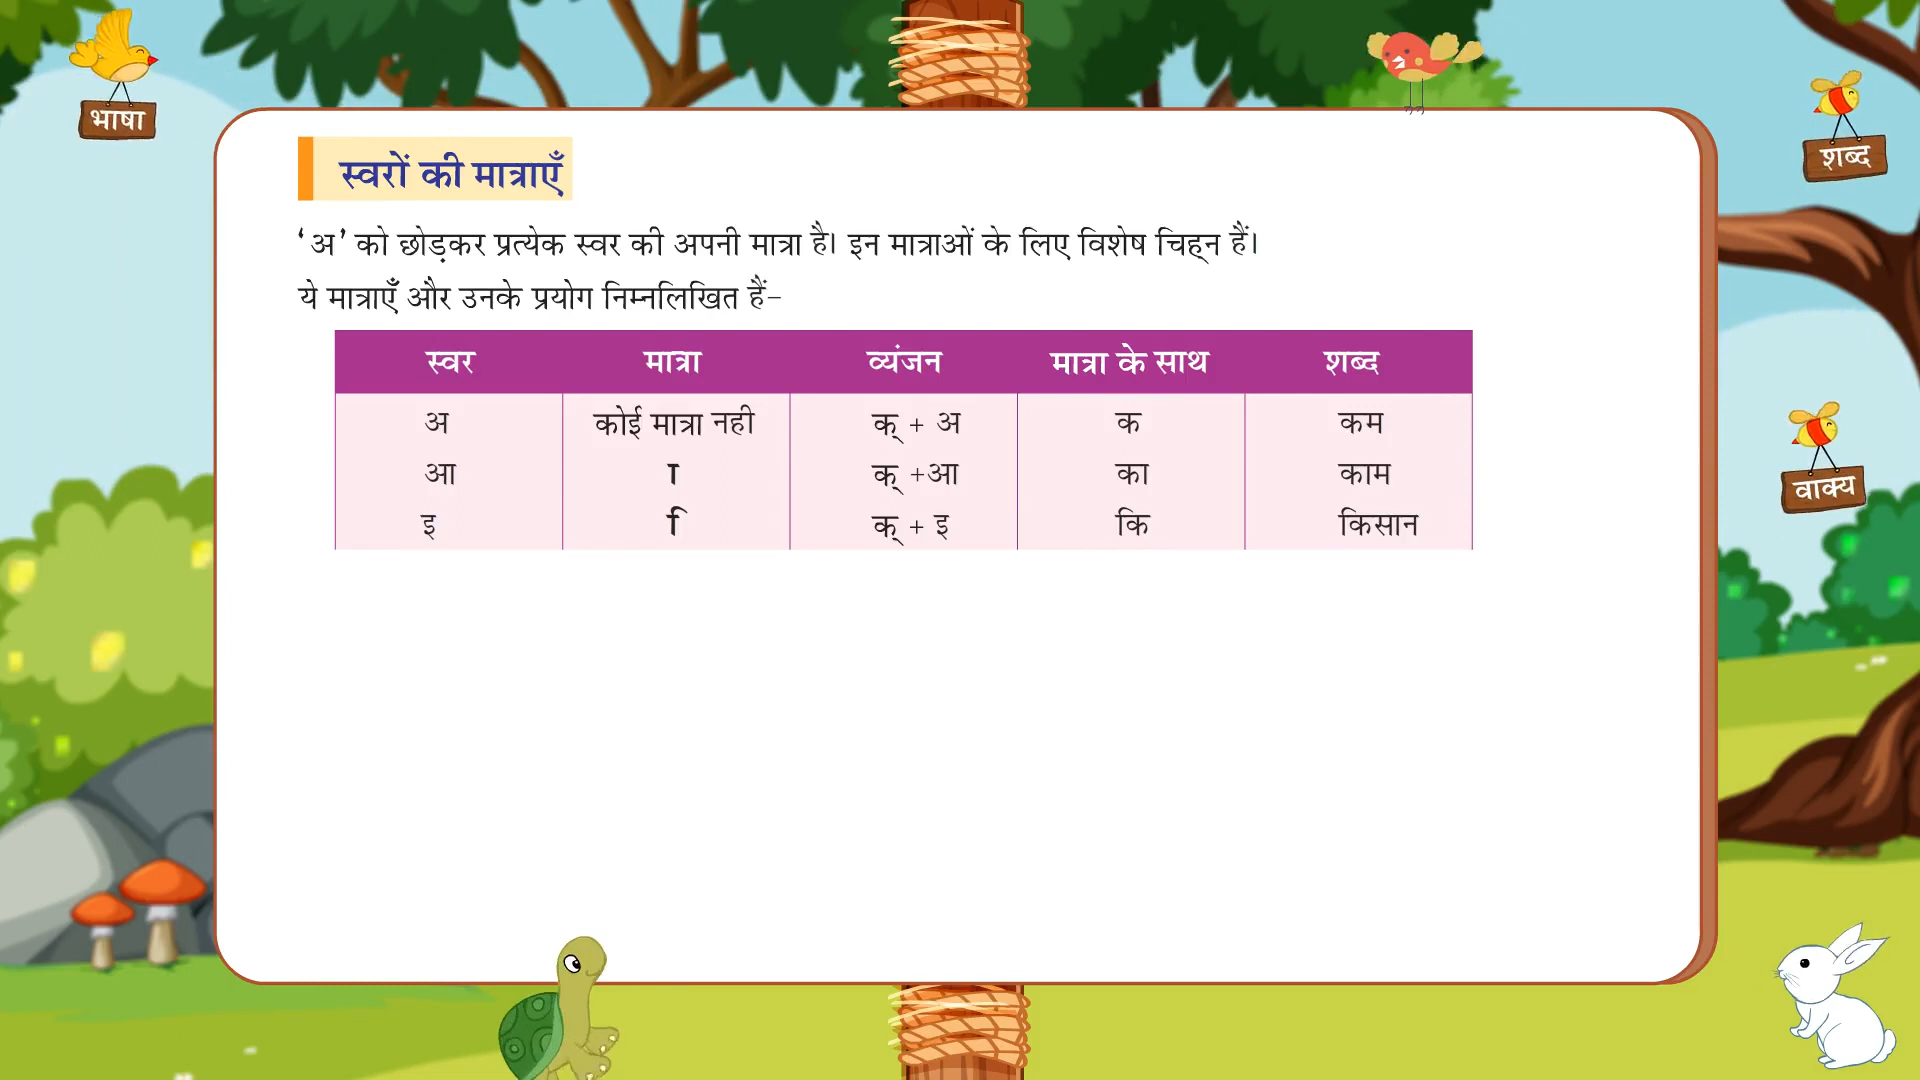 भाषा
शब्द
वाक्य
स्वरों की मात्राएँ
‘अ’ को छोड़कर प्रत्येक स्वर की अपनी मात्रा है। इन मात्राओं के लिए विशेष चिह्न हैं।
ये मात्राएँ और उनके प्रयोग निम्नलिखित हैं-
स्वर मात्रा व्यंजन मात्रा के साथ शब्द
अ कोई मात्रा नही क् + अ क कम
आ ा क् +आ का काम
इ ि क् + इ कि किसान